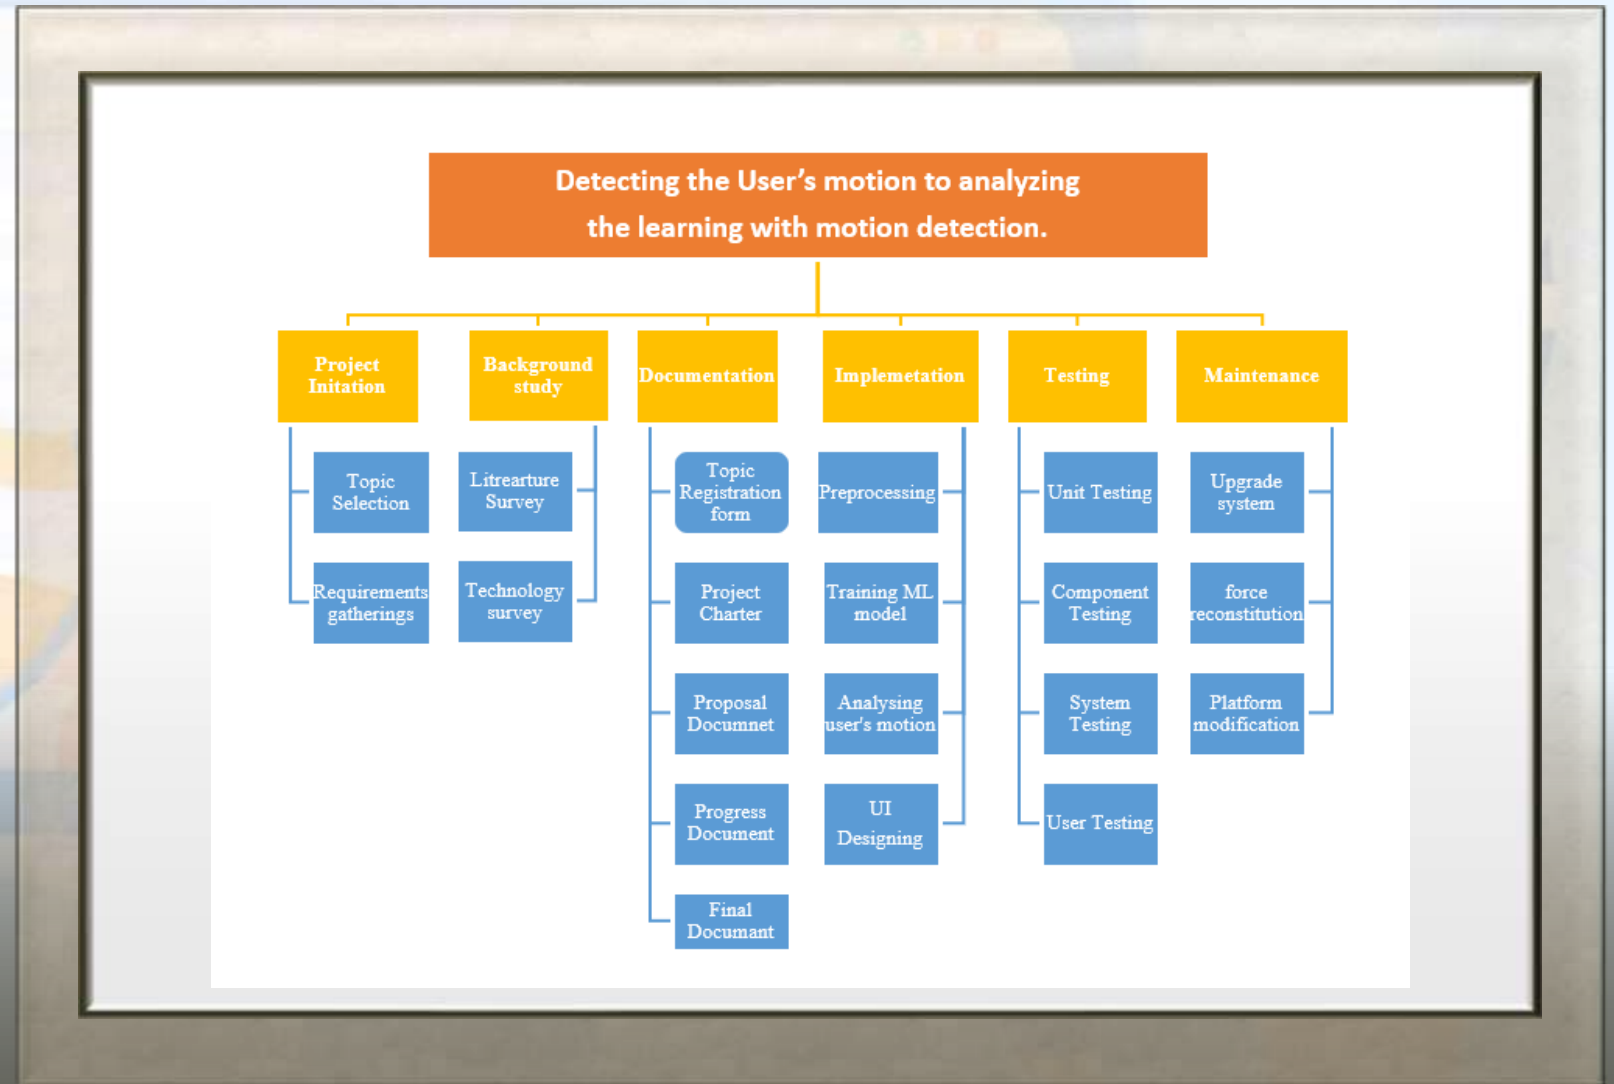 Detecting the User’s motion to analyzing
the learning with motion detection.
Project
Initation
Background
study
Documentation
Implemetation
Testing
Maintenance
Topic
Selection
Requirements
gatherings
Litrearture
Survey
Technology
survey
Topic
Registration
form
Project
Charter
Proposal
Documnet
Progress
Document
Final
Documant
Preprocessing
Training ML
model
Analysing
user's motion
UI
Designing
Unit Testing
Component
Testing
System
Testing
User Testing
Upgrade
system
force
reconstitution
Platform
modification